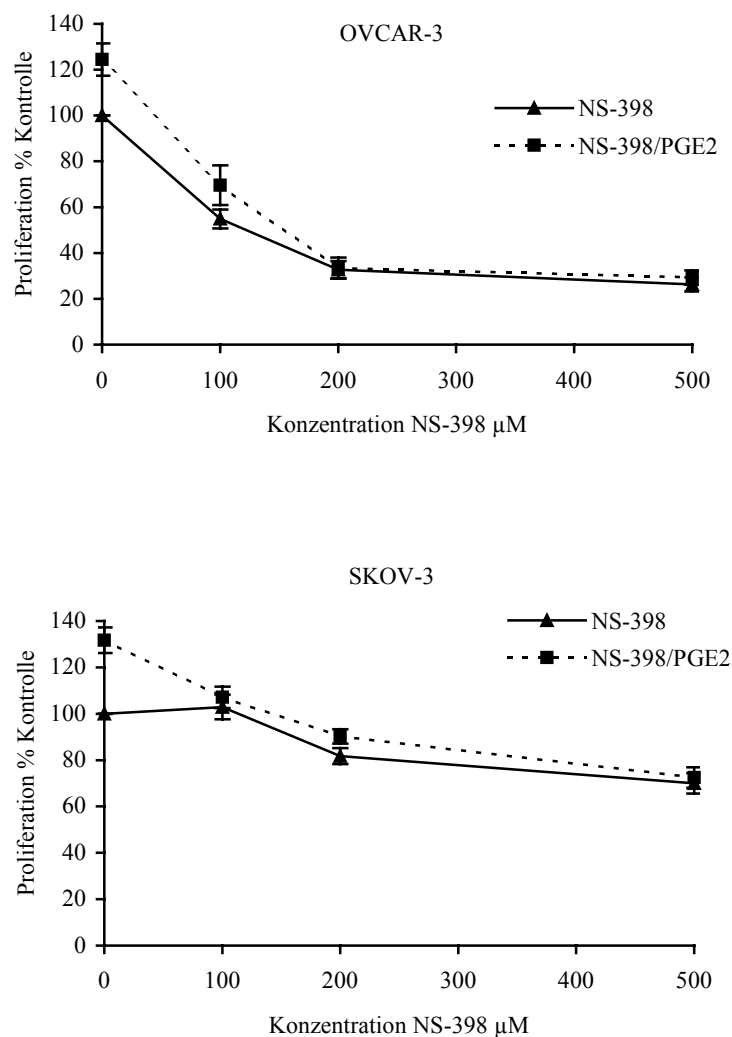 OVCAR-3
NS-398
NS-398/PGE2
Proliferation % Kontrolle
140
120
100
80
60
40
20
0
0 100 200 300 400 500
Konzentration NS-398 µM
SKOV-3
NS-398
NS-398/PGE2
Proliferation % Kontrolle
140
120
100
80
60
40
20
0
0 100 200 300 400 500
Konzentration NS-398 µM